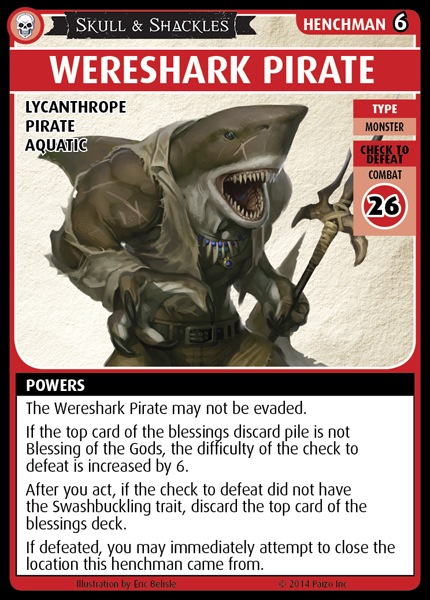 SKULL & SHACKLES
HENCHMAN 6
WERESHARK PIRATE
LYCANTHROPE
PIRATE
AQUATIC
TYPE
MONSTER
CHECK TO
DEFEAT
COMBAT
26
POWERS
The Wereshark Pirate may not be evaded.
If the top card of the blessings discard pile is not
Blessing of the Gods, the difficulty of the check to
defeat is increased by 6.
After you act, if the check to defeat did not have
the Swashbuckling trait, discard the top card of the
blessings deck.
If defeated, you may immediately attempt to close the
location this henchman came from.
Illustration by Eric Belisle
© 2014 Paizo Inc